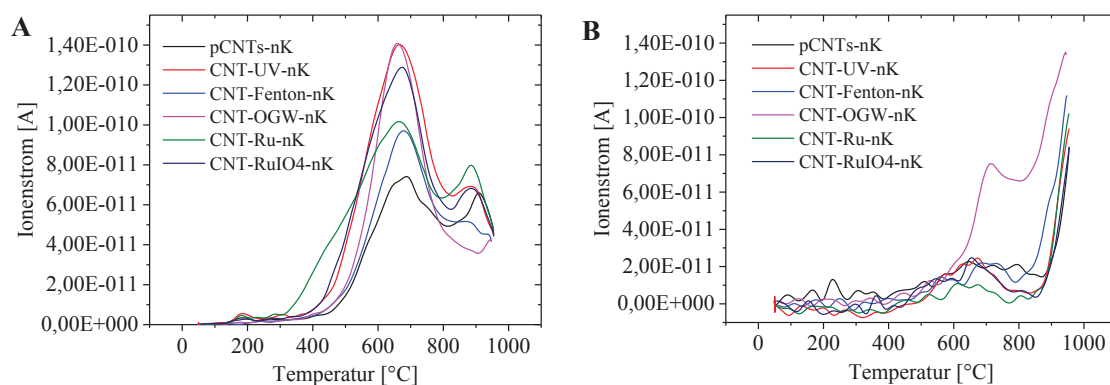 A
pCNTs-nK
CNT-UV-nK
CNT-Fenton-nK
CNT-OGW-nK
CNT-Ru-nK
CNT-RuIO4-nK
1,40E-010
1,20E-010
1,00E-010
8,00E-011
6,00E-011
4,00E-011
2,00E-011
0,00E+000
Ionenstrom [A]
0 200 400 600 800 1000
Temperatur [°C]
B
pCNTs-nK
CNT-UV-nK
CNT-Fenton-nK
CNT-OGW-nK
CNT-Ru-nK
CNT-RuIO4-nK
1,40E-010
1,20E-010
1,00E-010
8,00E-011
6,00E-011
4,00E-011
2,00E-011
0,00E+000
Ionenstrom [A]
0 200 400 600 800 1000
Temperatur [°C]